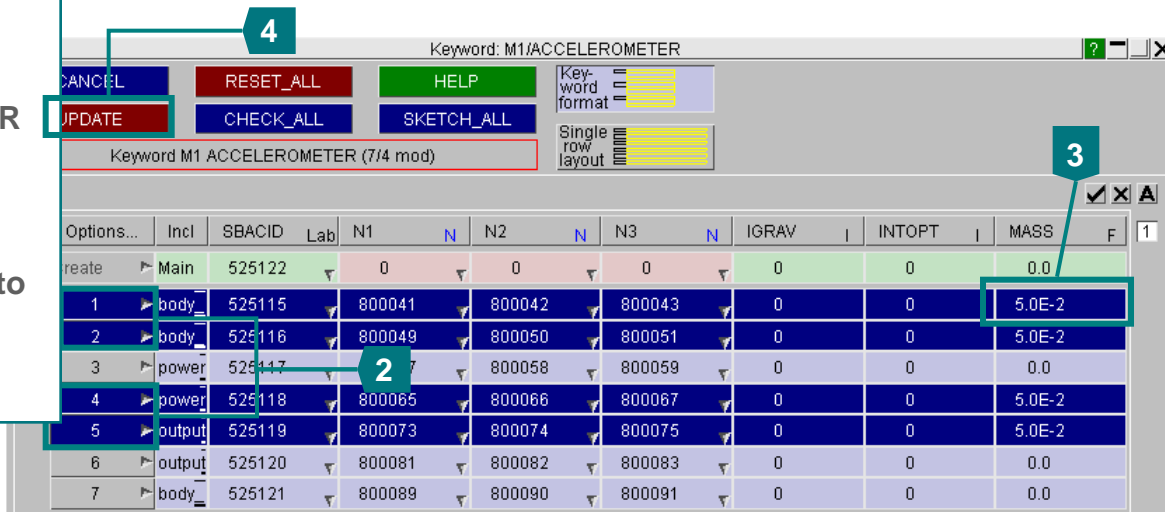 4
Keyword: M1/ACCELEROMETER
?
CANCEL RESET_ALL HELP
Key-
word
format
R
UPDATE CHECK_ALL SKETCH_ALL
Single
row
layout
Keyword M1 ACCELEROMETER (7/4 mod)
3
A
Options... Incl SBACID Lab N1 N N2 N N3 N IGRAV I INTOPT I MASS F 1
reate Main 525122 0 0 0 0 0 0.0
to
1 body_ 525115 800041 800042 800043 0 0 5.0E-2
2 body_ 525116 800049 800050 800051 0 0 5.0E-2
3 power 525117 2 7 800058 800059 0 0 0.0
4 power 525118 800065 800066 800067 0 0 5.0E-2
5 output 525119 800073 800074 800075 0 0 5.0E-2
6 output 525120 800081 800082 800083 0 0 0.0
7 body_ 525121 800089 800090 800091 0 0 0.0